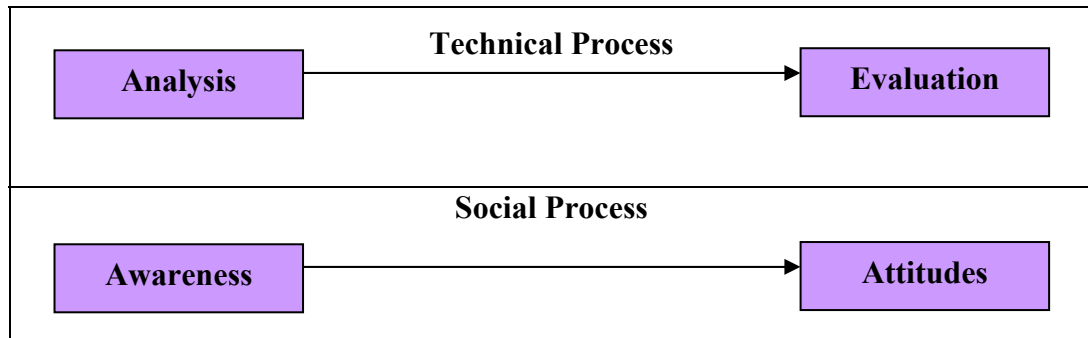 Technical Process
Analysis
Evaluation
Social Process
Awareness
Attitudes